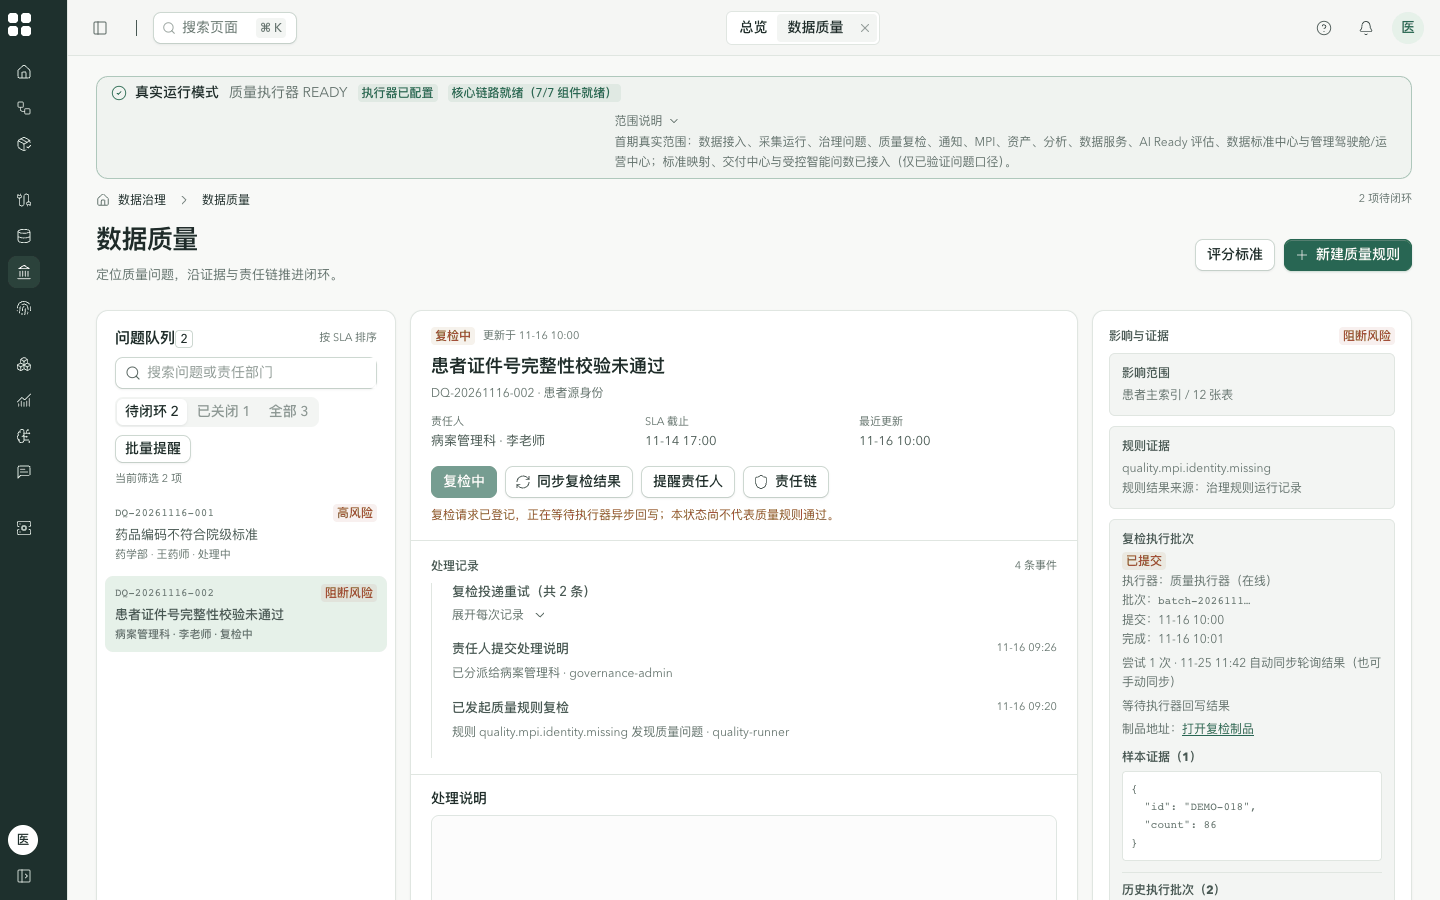 搜索页面 ⌘ K
总览 数据质量
医
真实运行模式 质量执行器 READY 执行器已配置 核心链路就绪（7/7 组件就绪）
范围说明
首期真实范围：数据接入、采集运行、治理问题、质量复检、通知、MPI、资产、分析、数据服务、AI Ready 评估、数据标准中心与管理驾驶舱/运
营中心；标准映射、交付中心与受控智能问数已接入（仅已验证问题口径）。
数据治理 数据质量
2 项待闭环
数据质量
定位质量问题，沿证据与责任链推进闭环。
评分标准
新建质量规则
问题队列 2
按 SLA 排序
搜索问题或责任部门
待闭环 2 已关闭 1 全部 3
批量提醒
当前筛选 2 项
DQ-20261116-001 高风险
药品编码不符合院级标准
药学部 · 王药师 · 处理中
DQ-20261116-002 阻断风险
患者证件号完整性校验未通过
病案管理科 · 李老师 · 复检中
复检中 更新于 11-16 10:00
患者证件号完整性校验未通过
DQ-20261116-002 · 患者源身份
责任人 SLA 截止 最近更新
病案管理科 · 李老师 11-14 17:00 11-16 10:00
复检中 同步复检结果 提醒责任人 责任链
复检请求已登记，正在等待执行器异步回写；本状态尚不代表质量规则通过。
处理记录 4 条事件
复检投递重试（共 2 条）
展开每次记录
责任人提交处理说明 11-16 09:26
已分派给病案管理科 · governance-admin
已发起质量规则复检 11-16 09:20
规则 quality.mpi.identity.missing 发现质量问题 · quality-runner
处理说明
影响与证据 阻断风险
影响范围
患者主索引 / 12 张表
规则证据
quality.mpi.identity.missing
规则结果来源：治理规则运行记录
复检执行批次
已提交
执行器：质量执行器（在线）
批次：batch-2026111…
提交：11-16 10:00
完成：11-16 10:01
尝试 1 次 · 11-25 11:42 自动同步轮询结果（也可
手动同步）
等待执行器回写结果
制品地址：打开复检制品
样本证据（1）
{
"id": "DEMO-018",
"count": 86
}
历史执行批次（2）
医